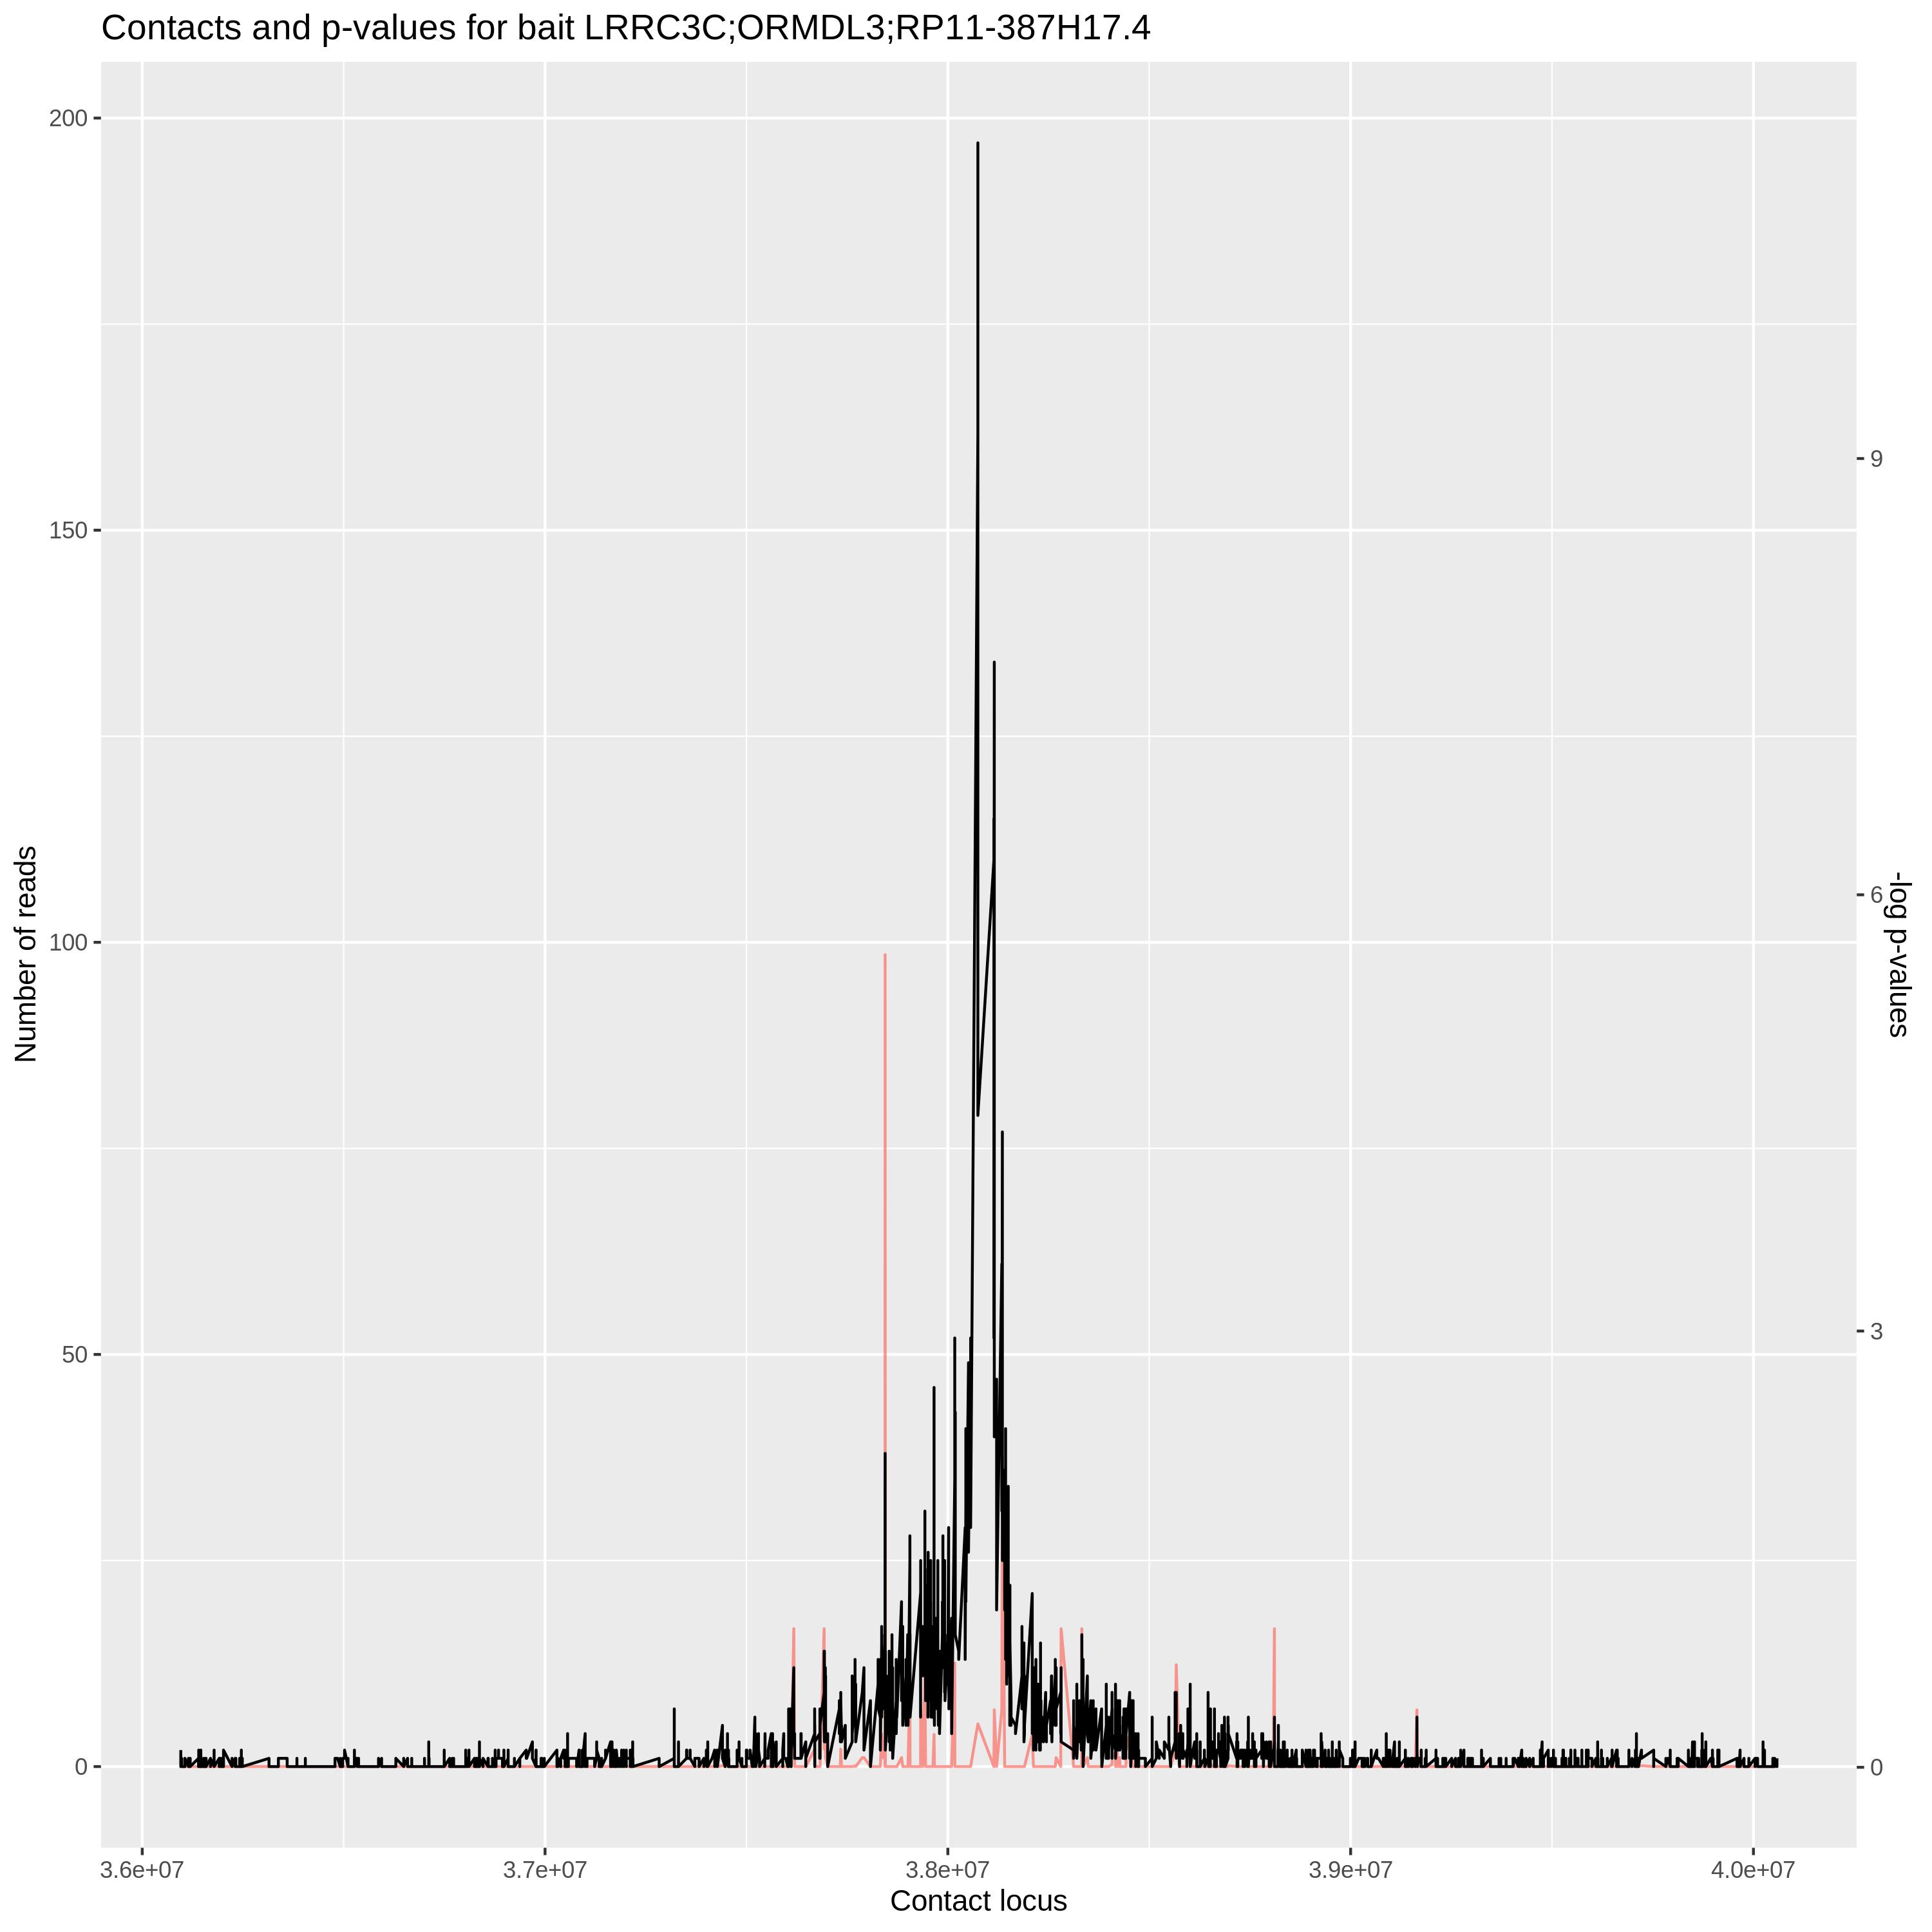 Contacts and p-values for bait LRRC3C;ORMDL3;RP11-387H17.4
200
150
100
50
0
Number of reads
9
6
3
0
-log p-values
3.6e+07 3.7e+07 3.8e+07 3.9e+07 4.0e+07
Contact locus